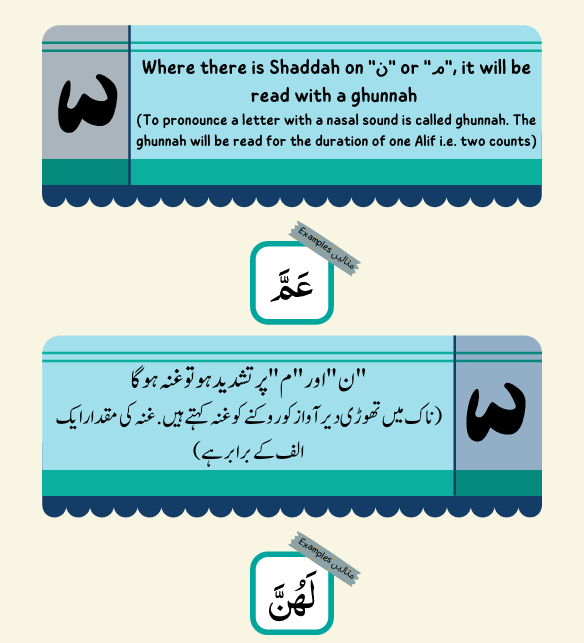 Where there is Shaddah on "ن" or "م", it will be
read with a ghunnah
(To pronounce a letter with a nasal sound is called ghunnah. The
ghunnah will be read for the duration of one Alif i.e. two counts)
Examples مثالیں
عَمَّ
"ن" اور "م" پر تشدید ہو تو غنہ ہو گا
(ناک میں تھوڑی دیر آواز کو روکنے کو غنہ کہتے ہیں. غنہ کی مقدار ایک
الف کے برابر ہے)
Examples مثالیں
لَهُنَّ